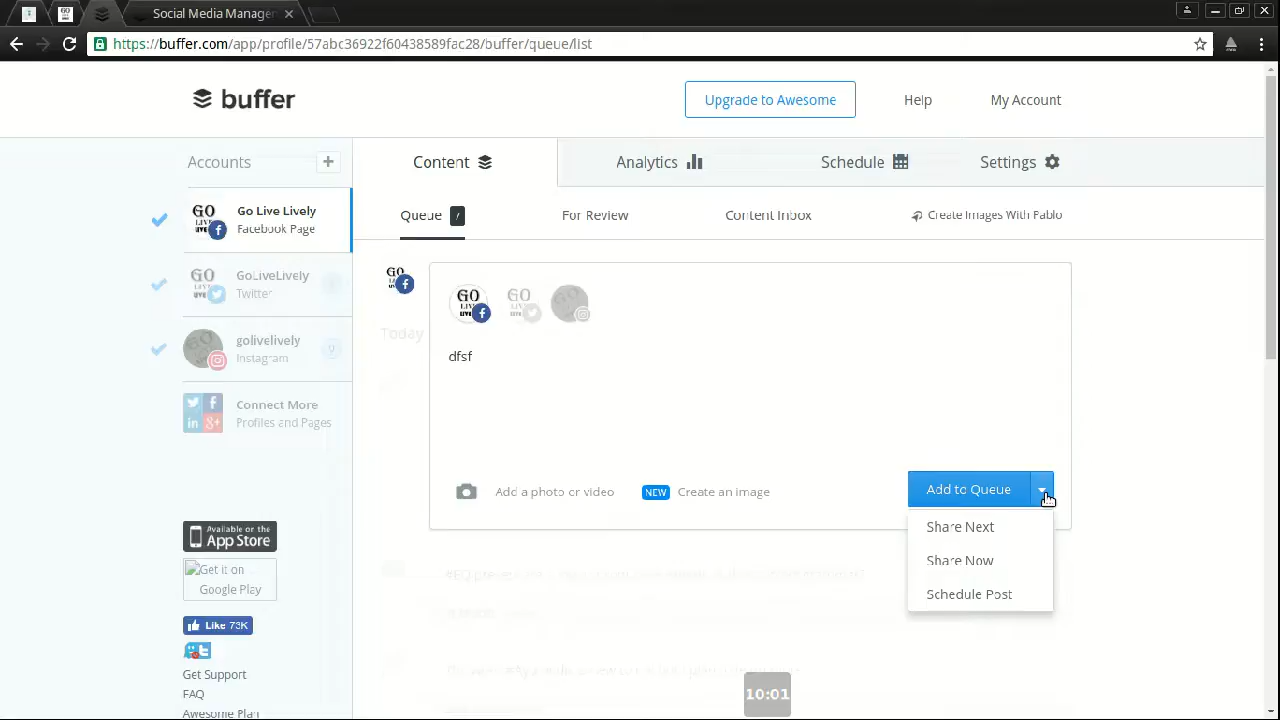 Social Media Manager
https://buffer.com/app/profile/57abc36922f60438589fac28/buffer/queue/list
buffer
Upgrade to Awesome
Help
My Account
Accounts
+
Content
Analytics
Schedule
Settings
Go Live Lively
Facebook Page
Queue 7
For Review
Content Inbox
Create Images With Pablo
GoLiveLively
Twitter
Today
golivelively
Instagram
9
dfsf
Connect More
Profiles and Pages
Add a photo or video
NEW Create an image
Add to Queue
Share Next
Share Now
Schedule Post
Available on the
App Store
Get it on
Google Play
Like 73K
Get Support
FAQ
Awesome Plan
10:01